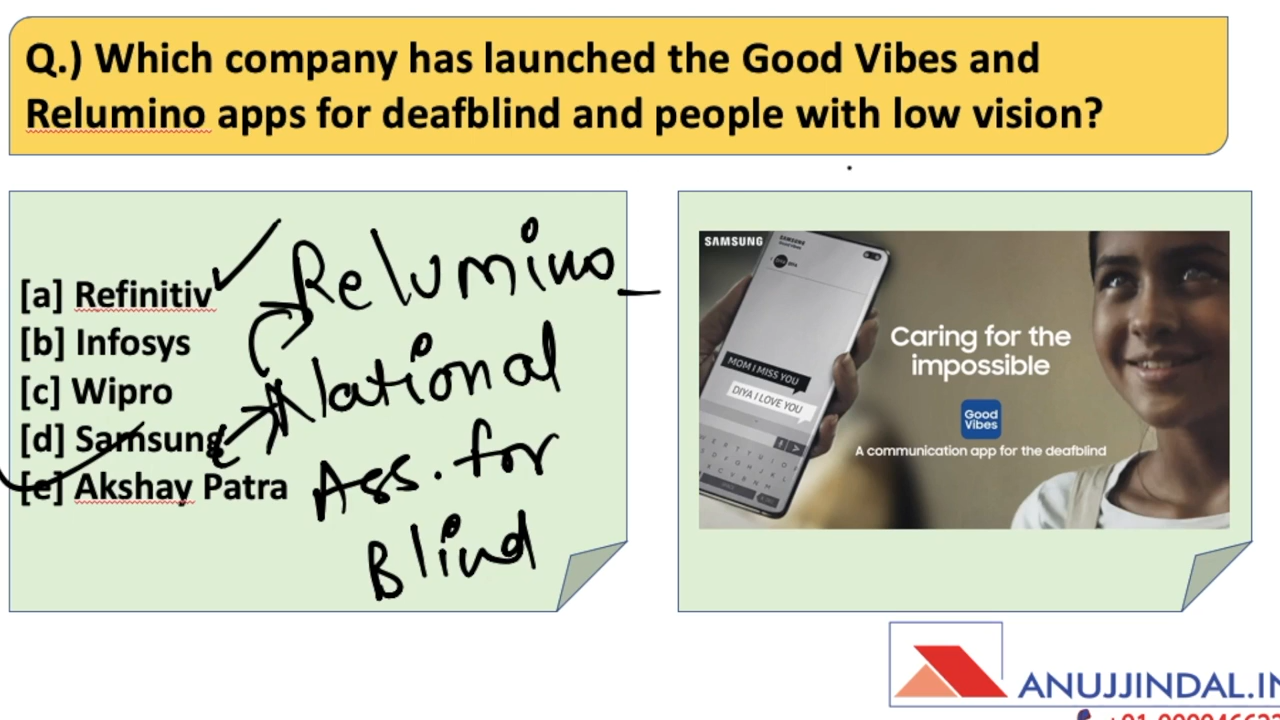 Q.) Which company has launched the Good Vibes and
Relumino apps for deafblind and people with low vision?
[a] Refinitiv
[b] Infosys
[c] Wipro
[d] Samsung
[e] Akshay Patra
Relumino
National
Ass. for
Blind
SAMSUNG
SAMSUNG
MOM I MISS YOU
DIYA I LOVE YOU
Caring for the
impossible
Good
Vibes
A communication app for the deafblind
ANUJJINDAL.IN